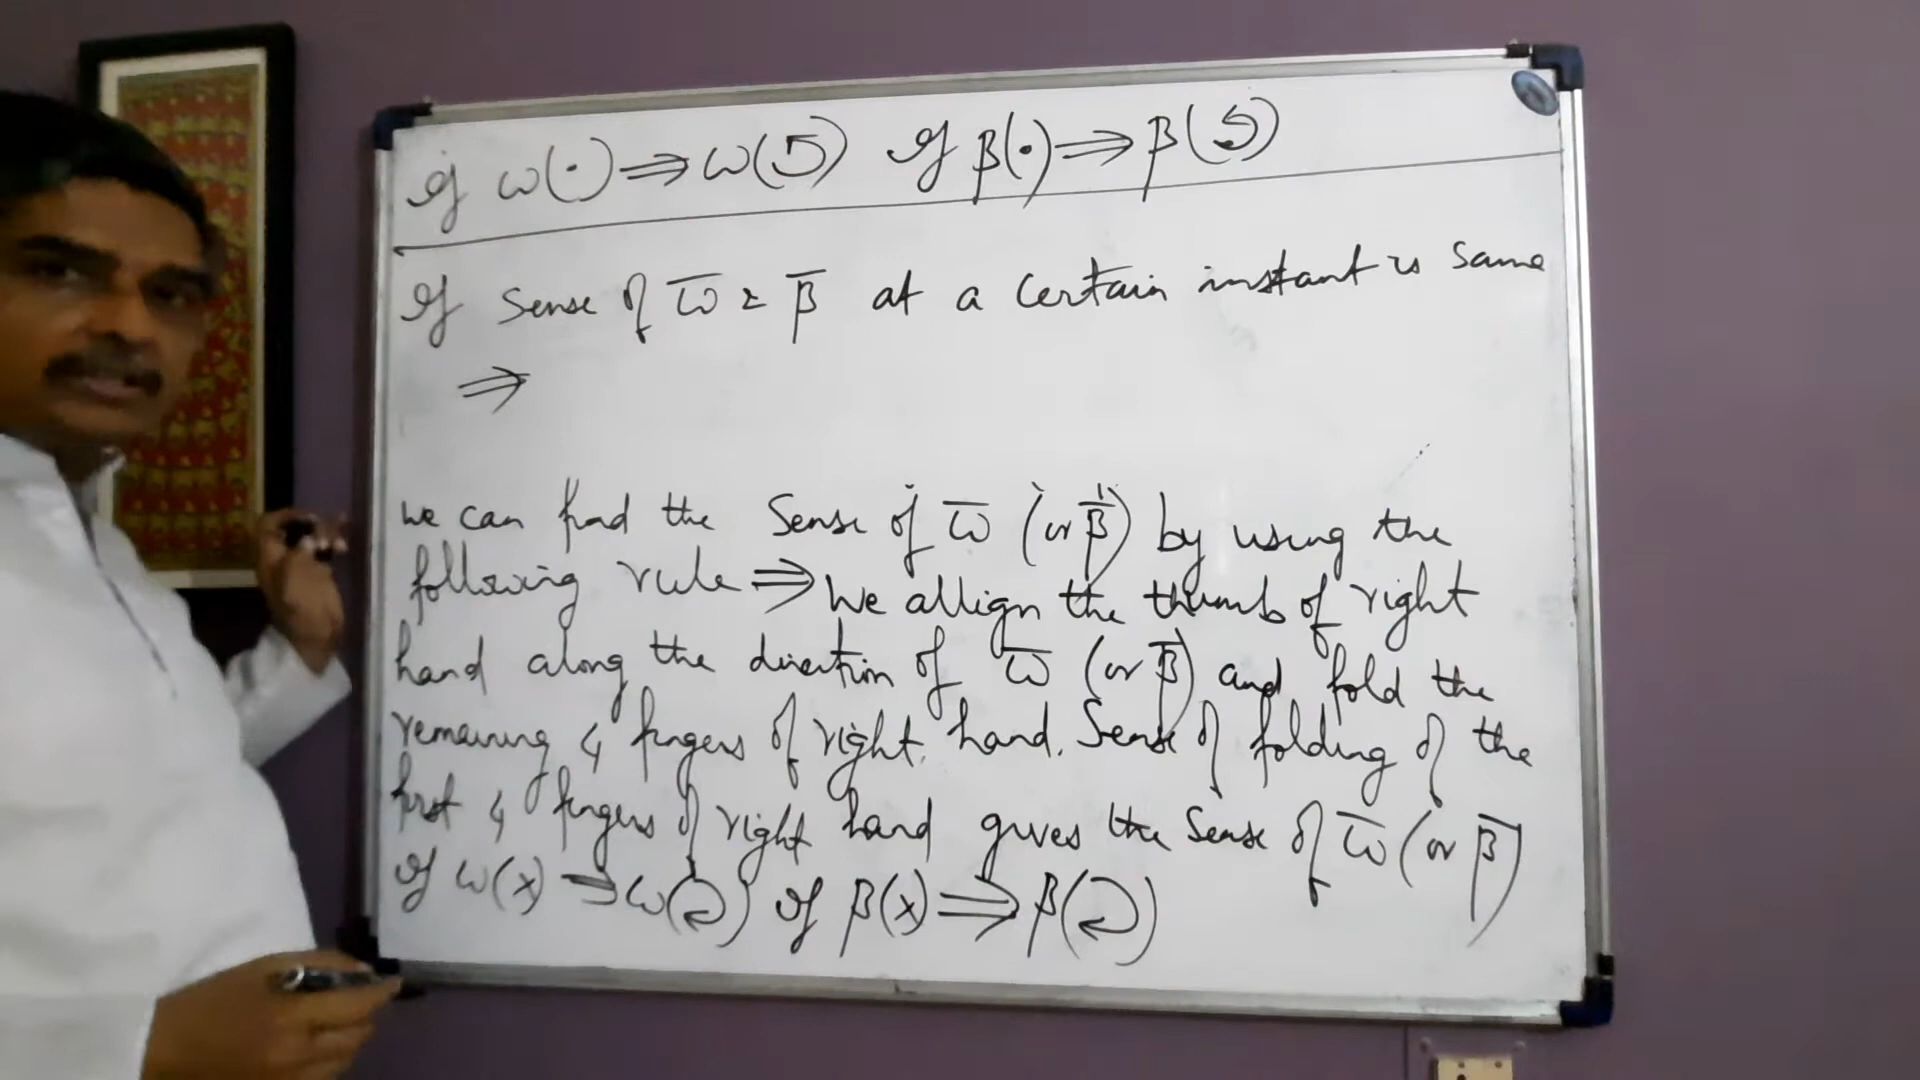 If ω(·) ⇒ ω(↺) If β(·) ⇒ β(↺)
If sense of ω̅ & β̅ at a certain instant is same
⇒
we can find the sense of ω̅ (or β̅) by using the
following rule ⇒ we allign the thumb of right
hand along the direction of ω̅ (or β̅) and fold the
remaining 4 fingers of right hand. Sense of folding of the
first 4 fingers of right hand gives the sense of ω̅ (or β̅)
If ω(x) ⇒ ω(↻) If β(x) ⇒ β(↻)